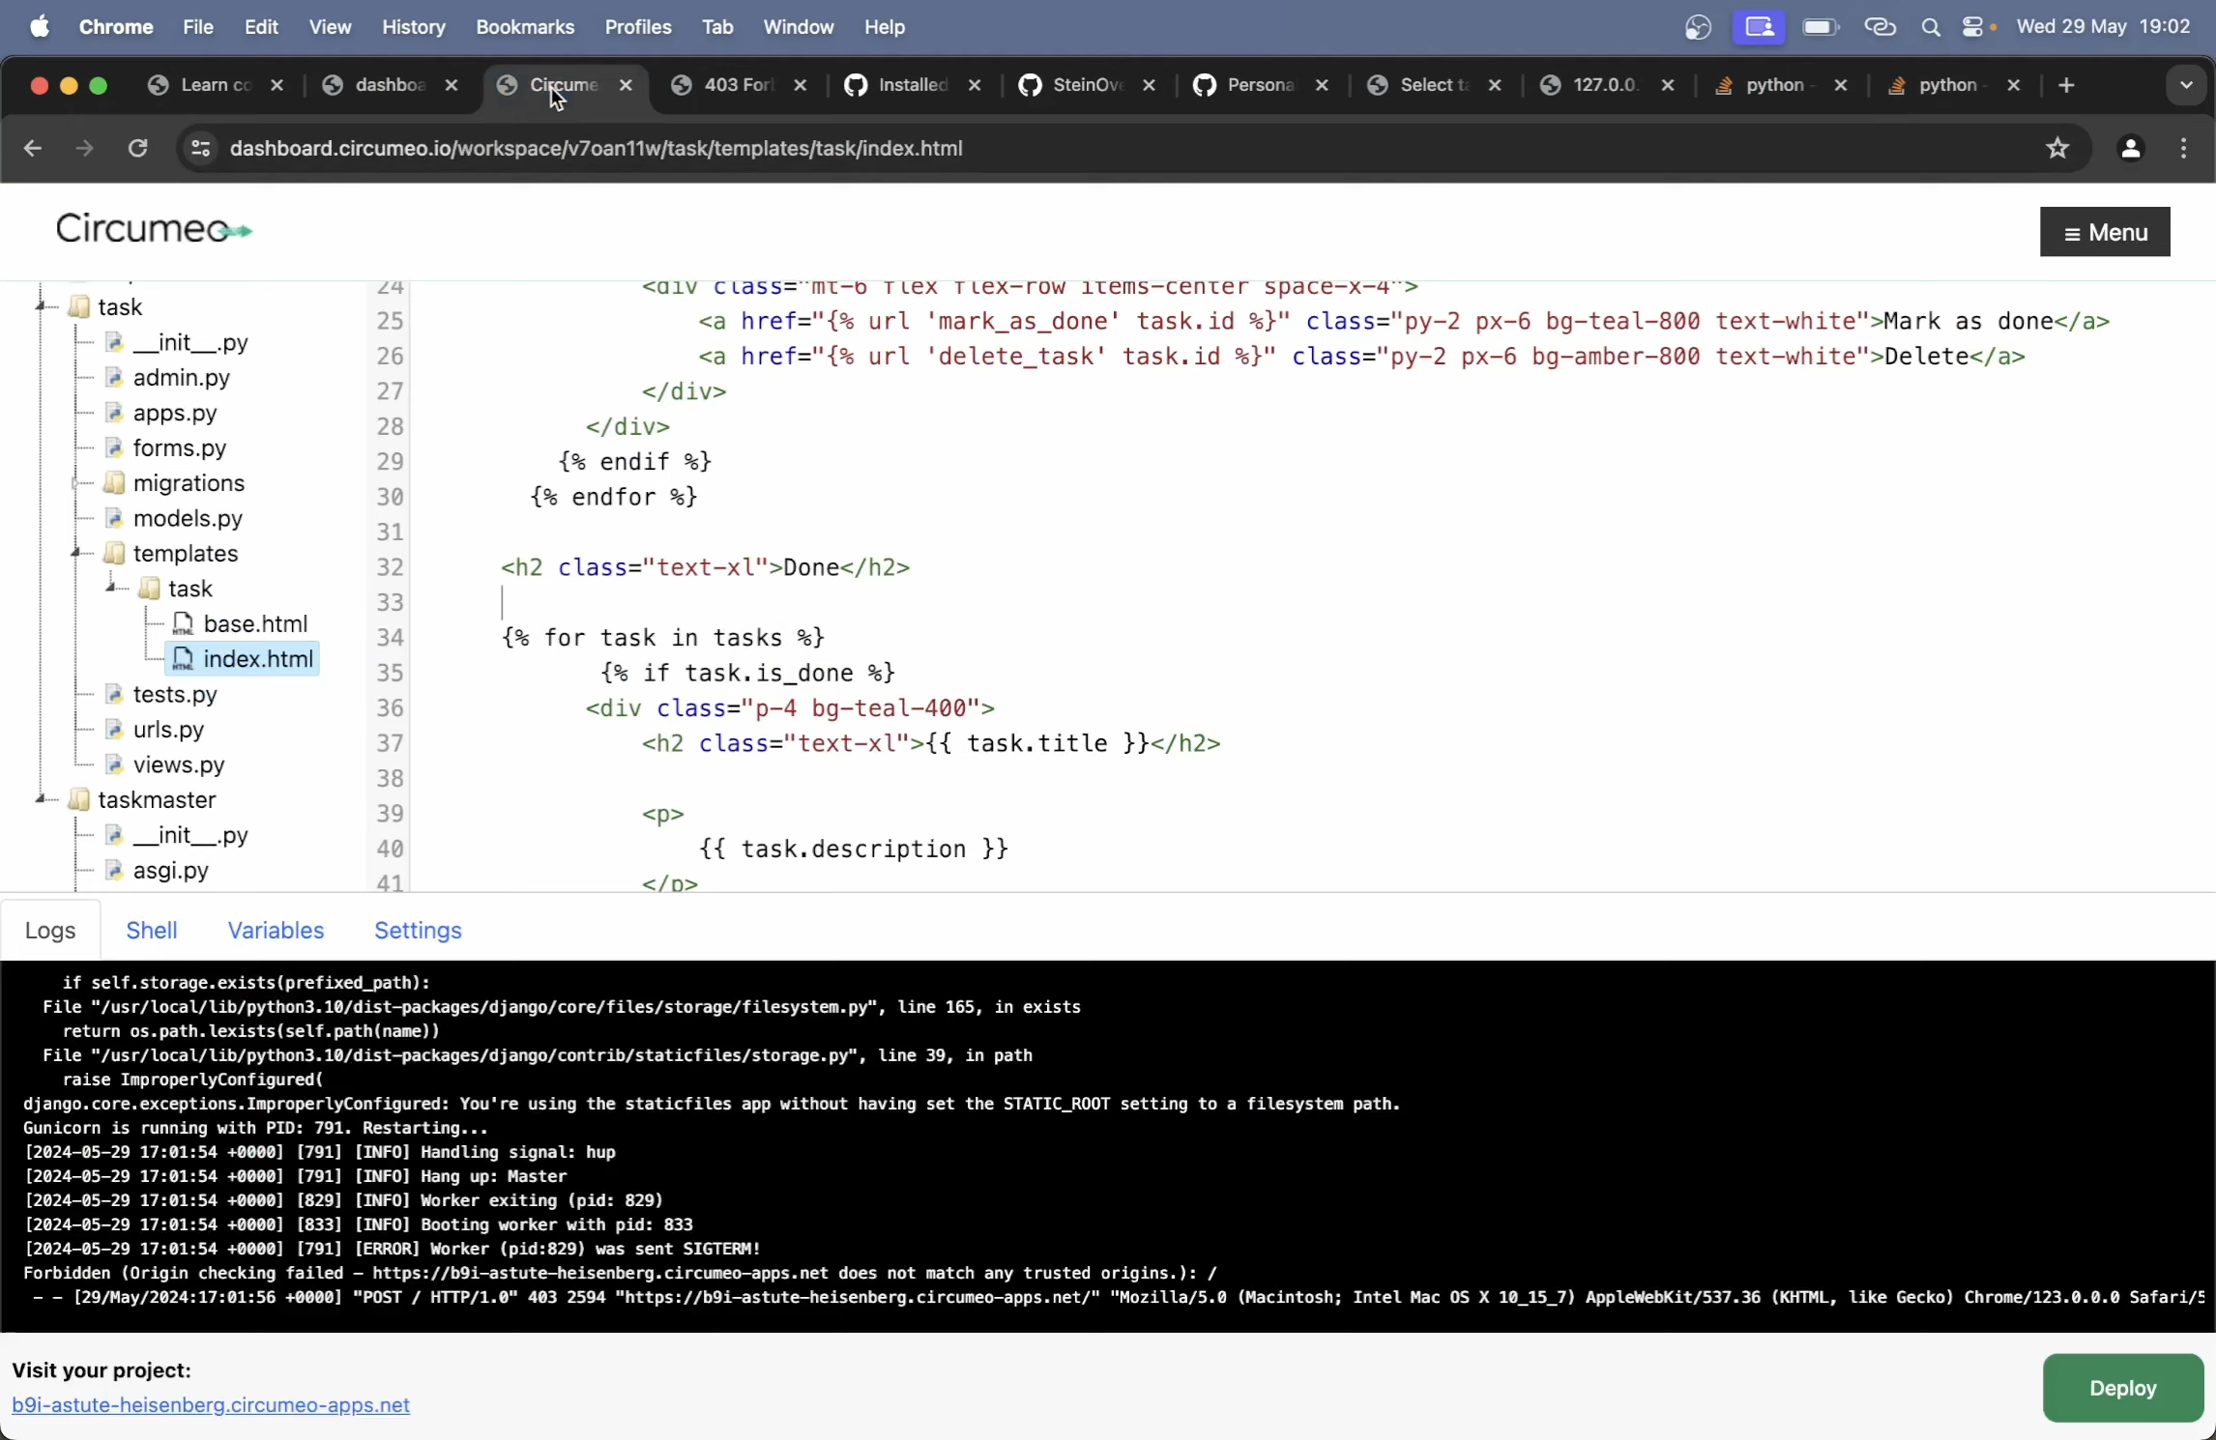 Chrome File Edit View History Bookmarks Profiles Tab Window Help Wed 29 May 19:02
Learn co dashboa Circume 403 For Installed SteinOve Persona Select ta 127.0.0. python - python -
dashboard.circumeo.io/workspace/v7oan11w/task/templates/task/index.html
Circumeo
≡ Menu
task
__init__.py
admin.py
apps.py
forms.py
migrations
models.py
templates
task
base.html
index.html
tests.py
urls.py
views.py
taskmaster
__init__.py
asgi.py
24 <div class="mt-6 flex flex-row items-center space-x-4">
25 <a href="{% url 'mark_as_done' task.id %}" class="py-2 px-6 bg-teal-800 text-white">Mark as done</a>
26 <a href="{% url 'delete_task' task.id %}" class="py-2 px-6 bg-amber-800 text-white">Delete</a>
27 </div>
28 </div>
29 {% endif %}
30 {% endfor %}
31
32 <h2 class="text-xl">Done</h2>
33
34 {% for task in tasks %}
35 {% if task.is_done %}
36 <div class="p-4 bg-teal-400">
37 <h2 class="text-xl">{{ task.title }}</h2>
38
39 <p>
40 {{ task.description }}
41 </p>
Logs Shell Variables Settings
if self.storage.exists(prefixed_path):
File "/usr/local/lib/python3.10/dist-packages/django/core/files/storage/filesystem.py", line 165, in exists
return os.path.lexists(self.path(name))
File "/usr/local/lib/python3.10/dist-packages/django/contrib/staticfiles/storage.py", line 39, in path
raise ImproperlyConfigured(
django.core.exceptions.ImproperlyConfigured: You're using the staticfiles app without having set the STATIC_ROOT setting to a filesystem path.
Gunicorn is running with PID: 791. Restarting...
[2024-05-29 17:01:54 +0000] [791] [INFO] Handling signal: hup
[2024-05-29 17:01:54 +0000] [791] [INFO] Hang up: Master
[2024-05-29 17:01:54 +0000] [829] [INFO] Worker exiting (pid: 829)
[2024-05-29 17:01:54 +0000] [833] [INFO] Booting worker with pid: 833
[2024-05-29 17:01:54 +0000] [791] [ERROR] Worker (pid:829) was sent SIGTERM!
Forbidden (Origin checking failed - https://b9i-astute-heisenberg.circumeo-apps.net does not match any trusted origins.): /
- - [29/May/2024:17:01:56 +0000] "POST / HTTP/1.0" 403 2594 "https://b9i-astute-heisenberg.circumeo-apps.net/" "Mozilla/5.0 (Macintosh; Intel Mac OS X 10_15_7) AppleWebKit/537.36 (KHTML, like Gecko) Chrome/123.0.0.0 Safari/5
Visit your project:
b9i-astute-heisenberg.circumeo-apps.net
Deploy